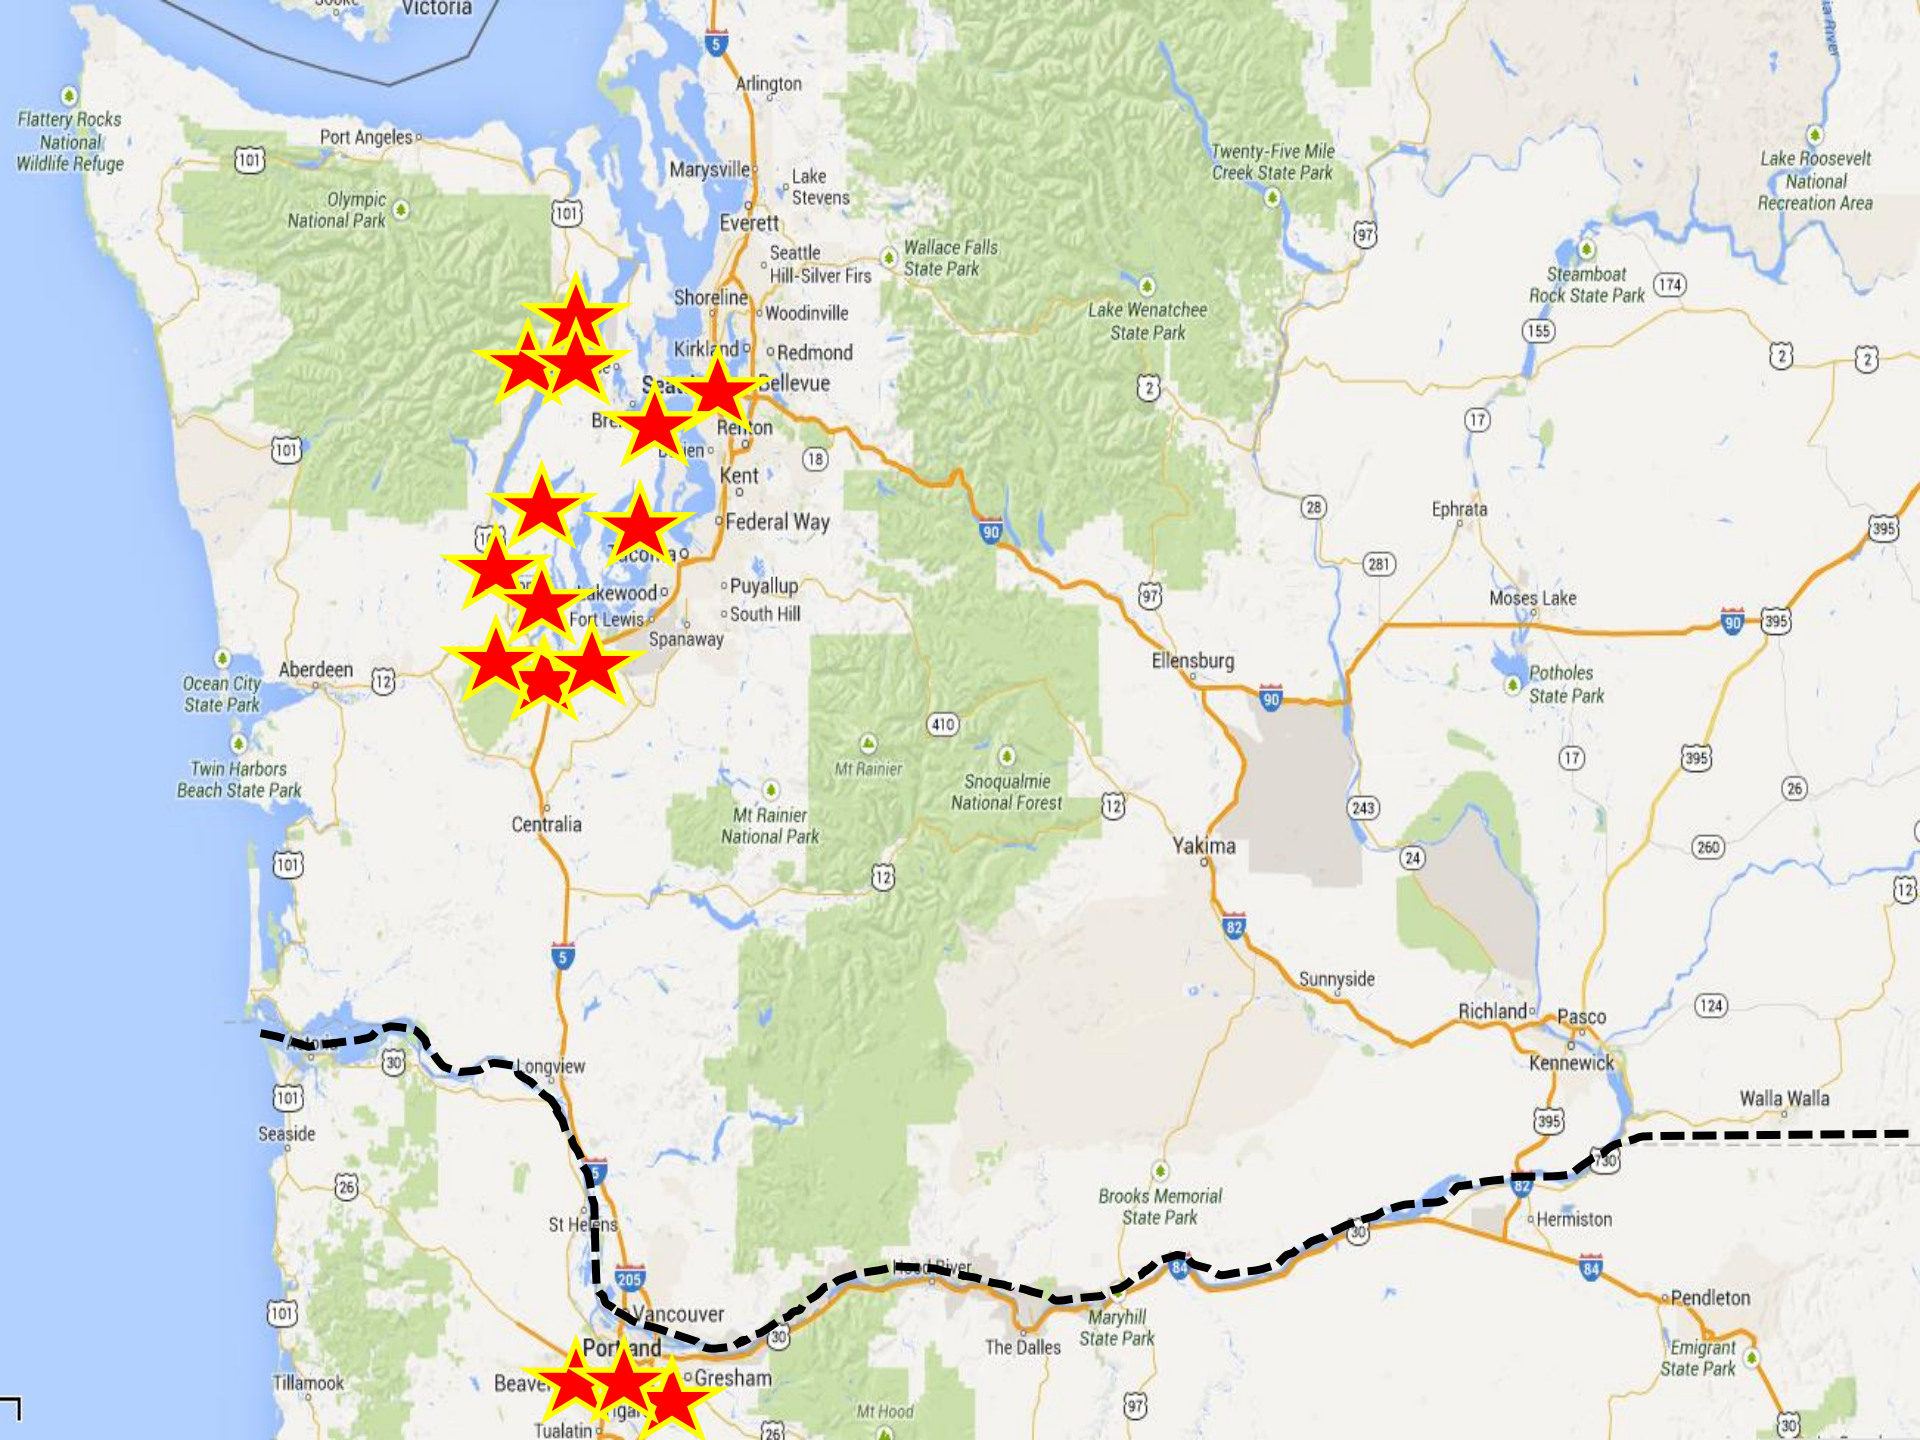 Victoria
5
Arlington
Flattery Rocks
National
Wildlife Refuge
Port Angeles
101
Marysville
Lake
Stevens
Twenty-Five Mile
Creek State Park
Lake Roosevelt
National
Recreation Area
Olympic
National Park
101
Everett
97
Seattle
Hill-Silver Firs
Wallace Falls
State Park
Steamboat
Rock State Park
174
Shoreline
Woodinville
Lake Wenatchee
State Park
155
Kirkland
Redmond
2
2
Bellevue
2
Renton
17
101
18
Kent
28
Ephrata
Federal Way
90
395
281
Puyallup
97
Moses Lake
South Hill
Fort Lewis
Spanaway
90
395
Ocean City
State Park
Aberdeen
12
Ellensburg
90
Potholes
State Park
410
Twin Harbors
Beach State Park
Mt Rainier
Snoqualmie
National Forest
17
395
26
Mt Rainier
National Park
12
243
Centralia
101
12
Yakima
24
260
12
5
82
Sunnyside
Richland
Pasco
124
30
Longview
Kennewick
101
Walla Walla
395
Seaside
26
5
730
82
Brooks Memorial
State Park
St Helens
30
Hermiston
205
Hood River
84
84
101
Vancouver
30
Maryhill
State Park
Pendleton
Portland
The Dalles
Emigrant
State Park
Tillamook
Gresham
97
Mt Hood
Tualatin
26
30